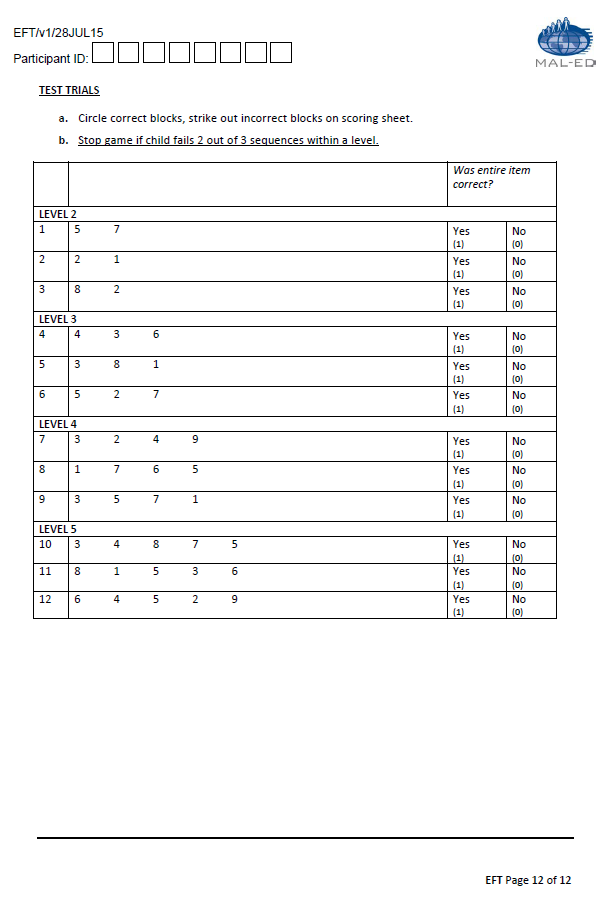 EFT/v1/28JUL15
Participant ID:
MAL-ED
TEST TRIALS
a. Circle correct blocks, strike out incorrect blocks on scoring sheet.
b. Stop game if child fails 2 out of 3 sequences within a level.
Was entire item
correct?
LEVEL 2
1 5 7 Yes No
(1) (0)
2 2 1 Yes No
(1) (0)
3 8 2 Yes No
(1) (0)
LEVEL 3
4 4 3 6 Yes No
(1) (0)
5 3 8 1 Yes No
(1) (0)
6 5 2 7 Yes No
(1) (0)
LEVEL 4
7 3 2 4 9 Yes No
(1) (0)
8 1 7 6 5 Yes No
(1) (0)
9 3 5 7 1 Yes No
(1) (0)
LEVEL 5
10 3 4 8 7 5 Yes No
(1) (0)
11 8 1 5 3 6 Yes No
(1) (0)
12 6 4 5 2 9 Yes No
(1) (0)
EFT Page 12 of 12